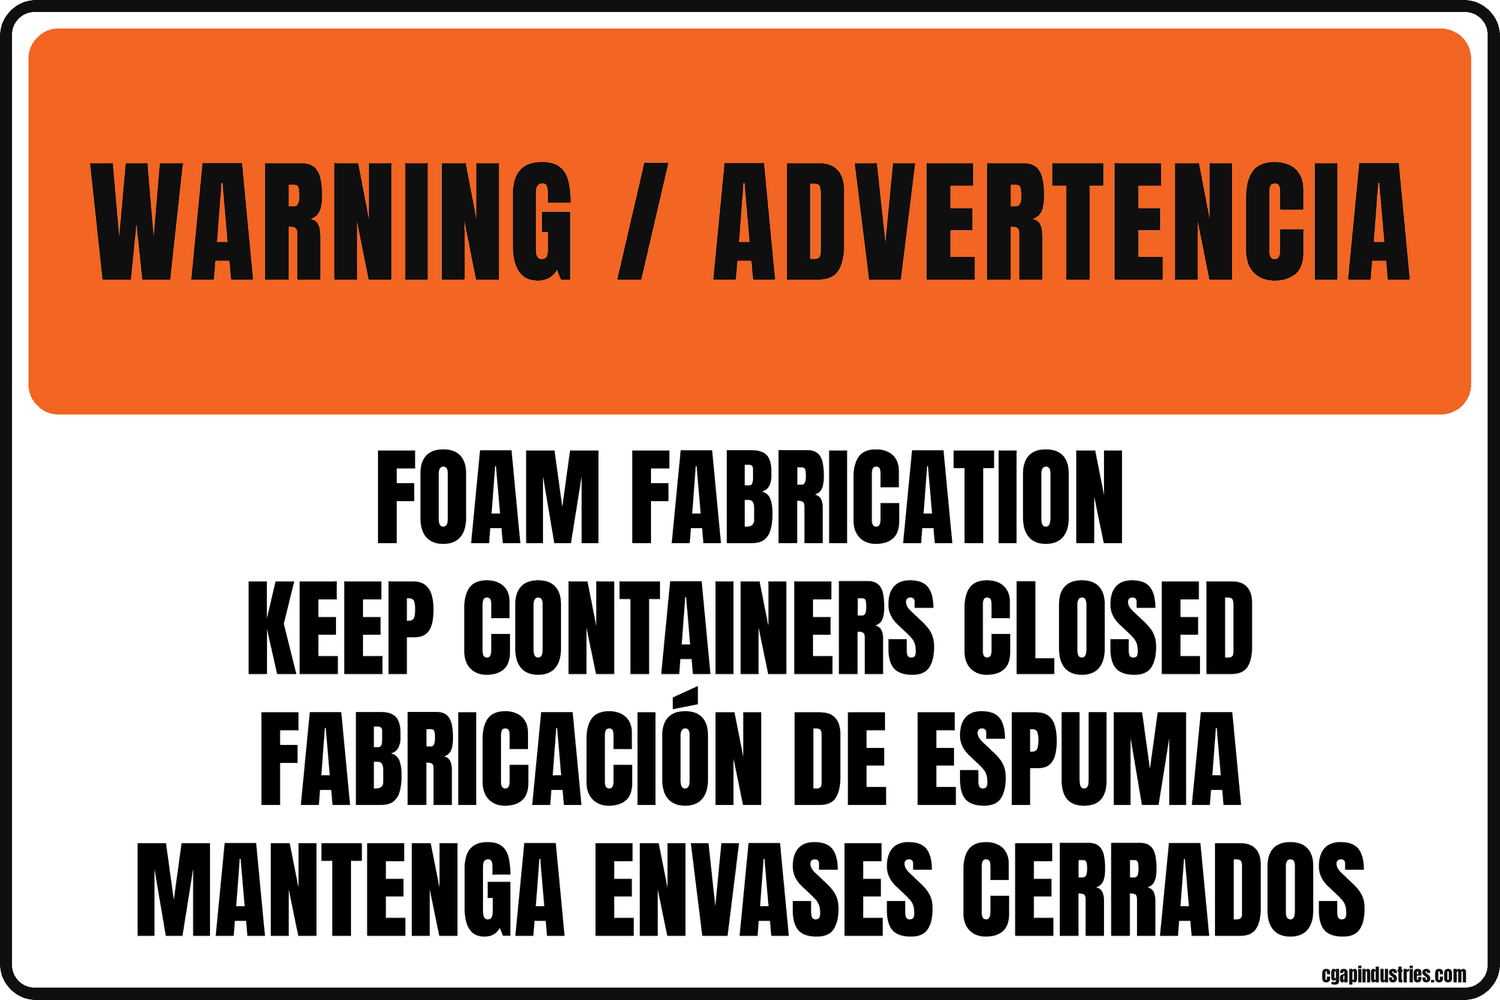 WARNING / ADVERTENCIA
FOAM FABRICATION
KEEP CONTAINERS CLOSED
FABRICACIÓN DE ESPUMA
MANTENGA ENVASES CERRADOS
cgapindustries.com